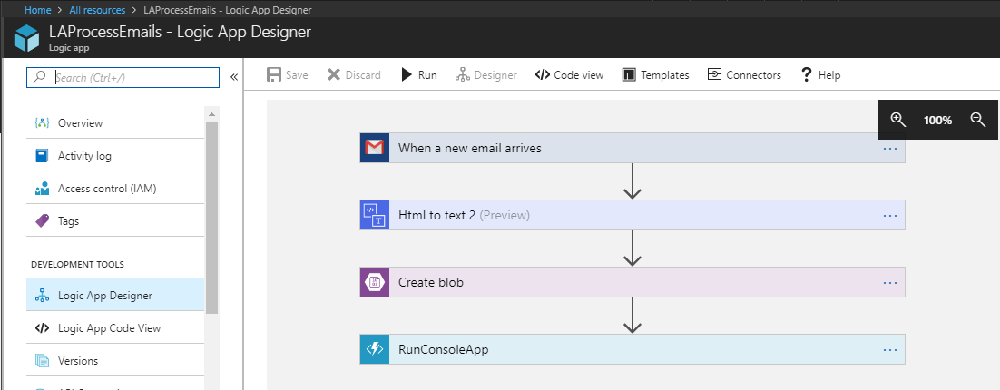 Home > All resources > LAProcessEmails - Logic App Designer
LAProcessEmails - Logic App Designer
Logic app
Search (Ctrl+/)
Overview
Activity log
Access control (IAM)
Tags
DEVELOPMENT TOOLS
Logic App Designer
Logic App Code View
Versions
Save Discard Run Designer Code view Templates Connectors Help
100%
When a new email arrives
Html to text 2 (Preview)
Create blob
RunConsoleApp